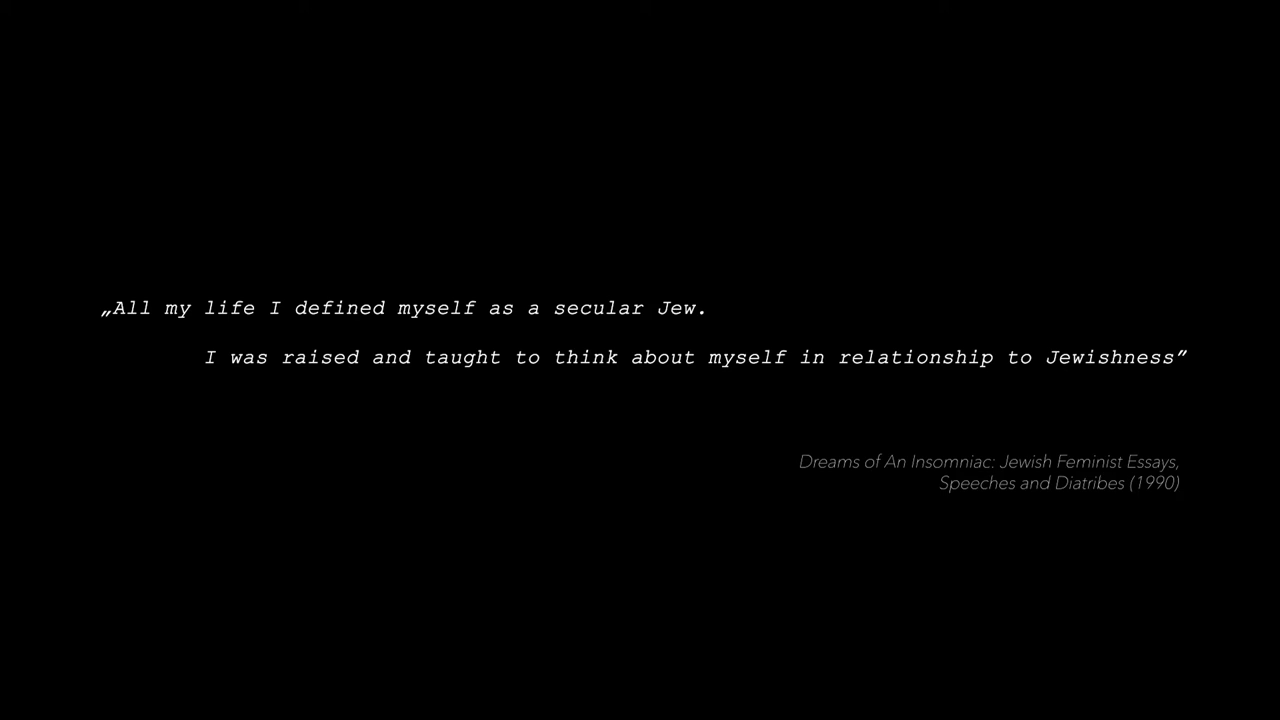 „All my life I defined myself as a secular Jew.
I was raised and taught to think about myself in relationship to Jewishness”
Dreams of An Insomniac: Jewish Feminist Essays,
Speeches and Diatribes (1990)